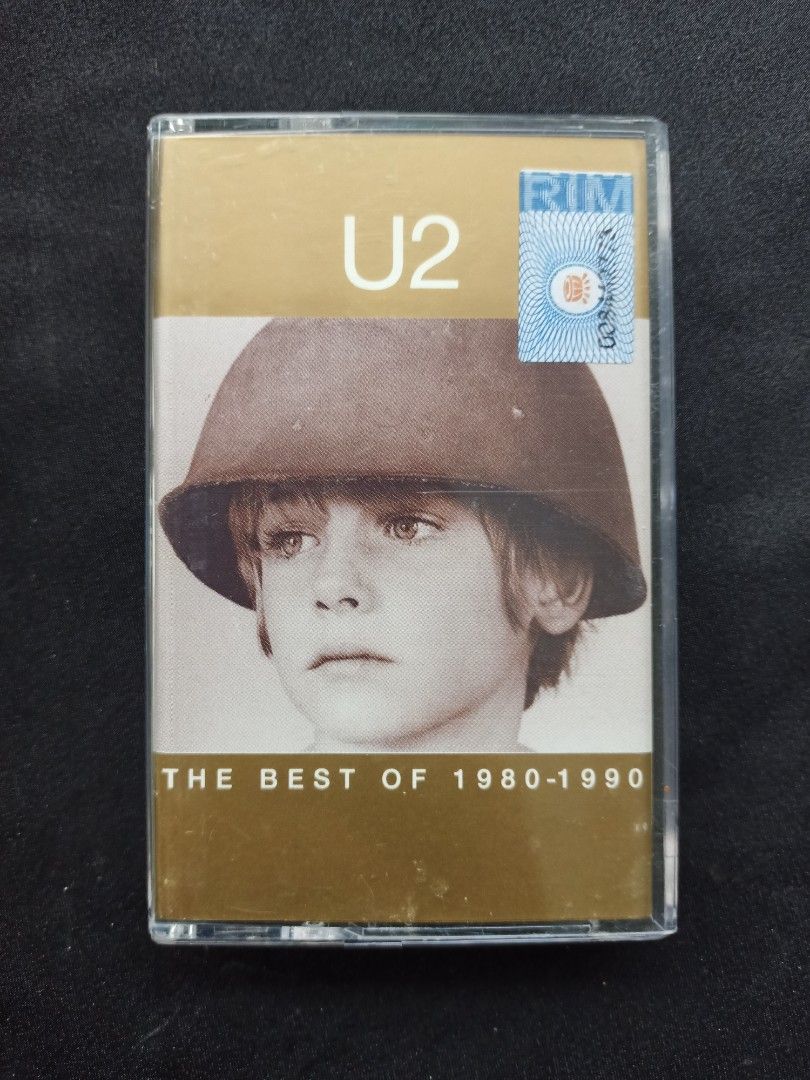 U2
RIM
THE BEST OF 1980-1990